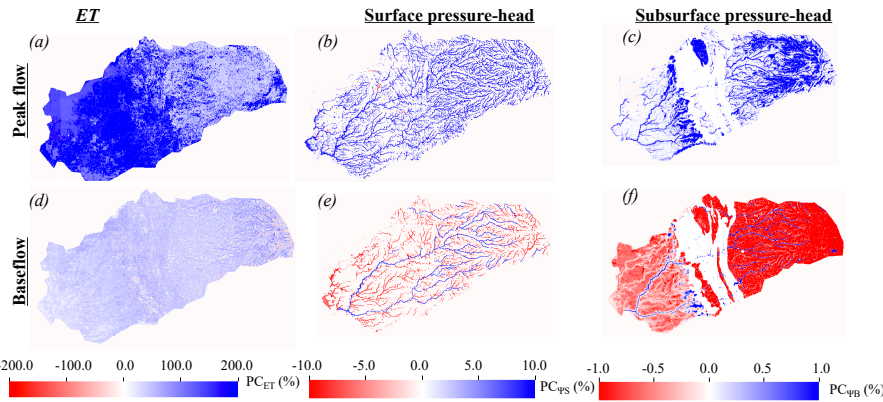 ET Surface pressure-head Subsurface pressure-head
Peak flow
(a) (b) (c)
Baseflow
(d) (e) (f)
-200.0 -100.0 0.0 100.0 200.0 PC_ET (%)
-10.0 -5.0 0.0 5.0 10.0 PC_ΨS (%)
-1.0 -0.5 0.0 0.5 1.0 PC_ΨB (%)